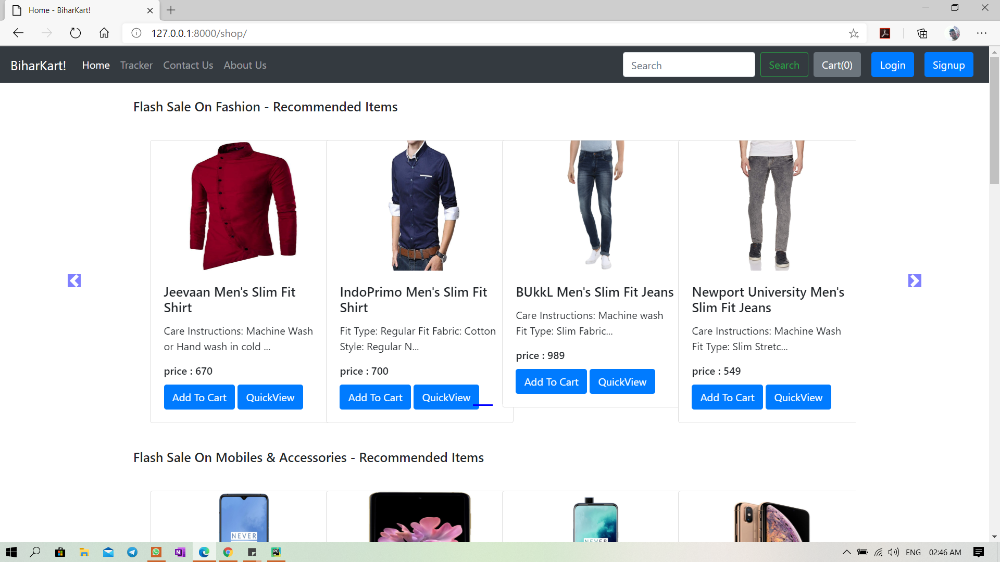 Home - BiharKart!
127.0.0.1:8000/shop/
BiharKart! Home Tracker Contact Us About Us Search Search Cart(0) Login Signup
Flash Sale On Fashion - Recommended Items
Jeevaan Men's Slim Fit
Shirt
Care Instructions: Machine Wash
or Hand wash in cold ...
price : 670
Add To Cart QuickView
IndoPrimo Men's Slim Fit
Shirt
Fit Type: Regular Fit Fabric: Cotton
Style: Regular N...
price : 700
Add To Cart QuickView
BUkkL Men's Slim Fit Jeans
Care Instructions: Machine wash
Fit Type: Slim Fabric...
price : 989
Add To Cart QuickView
Newport University Men's
Slim Fit Jeans
Care Instructions: Machine Wash
Fit Type: Slim Stretc...
price : 549
Add To Cart QuickView
Flash Sale On Mobiles & Accessories - Recommended Items
NEVER
NEVER
ENG 02:46 AM